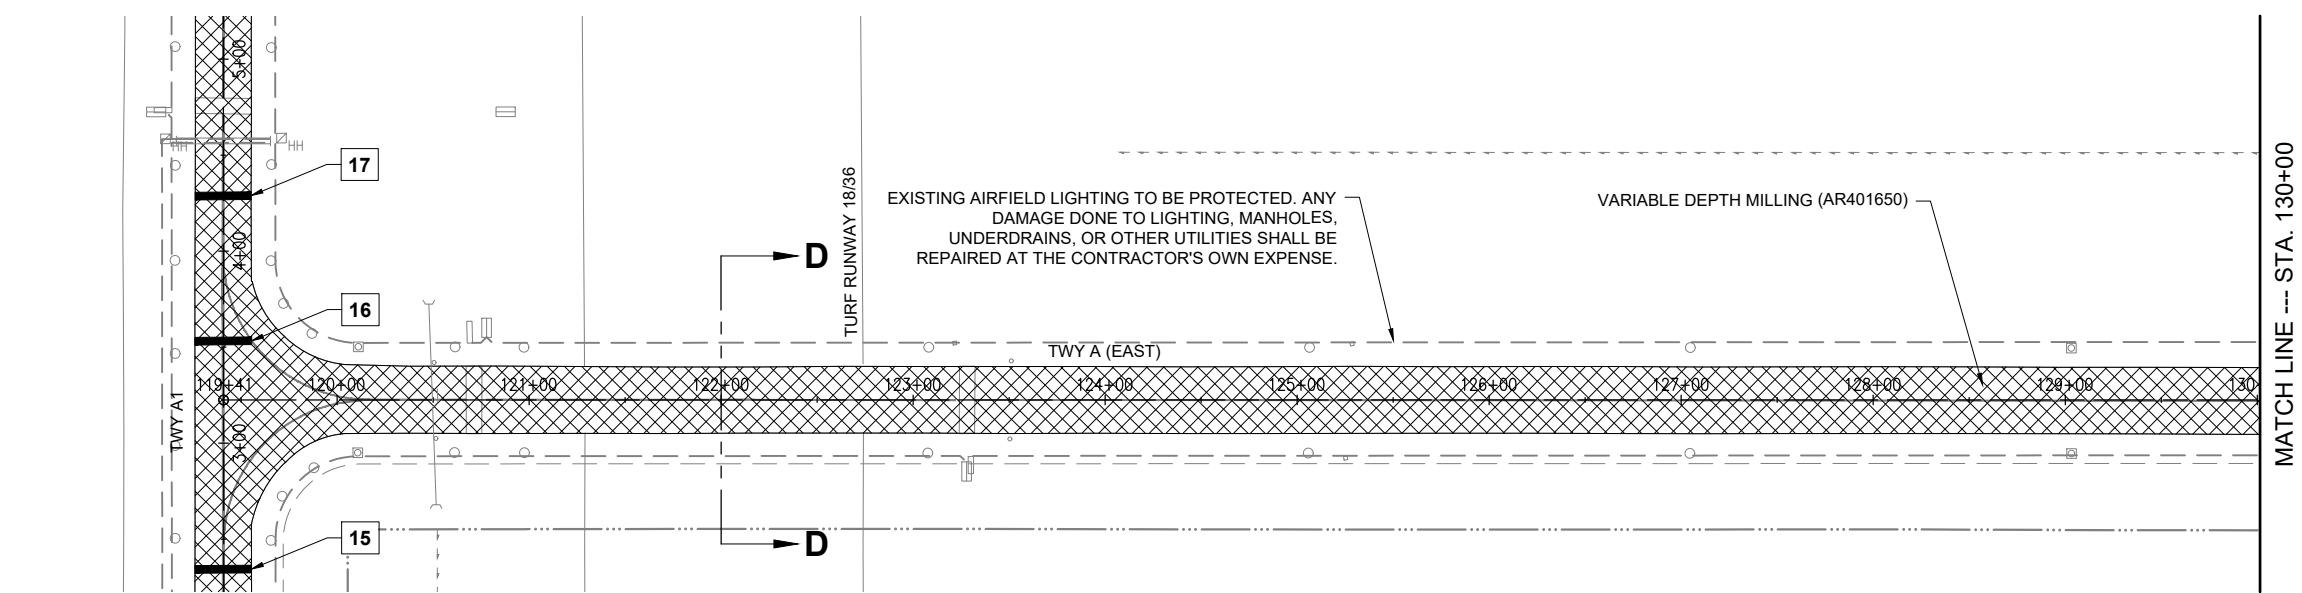 5+00
HH
HH
17
4+00
16
15
TWY A1
3+00
119+41
120+00
121+00
122+00
123+00
124+00
125+00
126+00
127+00
128+00
129+00
130
D
D
TURF RUNWAY 18/36
EXISTING AIRFIELD LIGHTING TO BE PROTECTED. ANY
DAMAGE DONE TO LIGHTING, MANHOLES,
UNDERDRAINS, OR OTHER UTILITIES SHALL BE
REPAIRED AT THE CONTRACTOR'S OWN EXPENSE.
TWY A (EAST)
VARIABLE DEPTH MILLING (AR401650)
MATCH LINE --- STA. 130+00